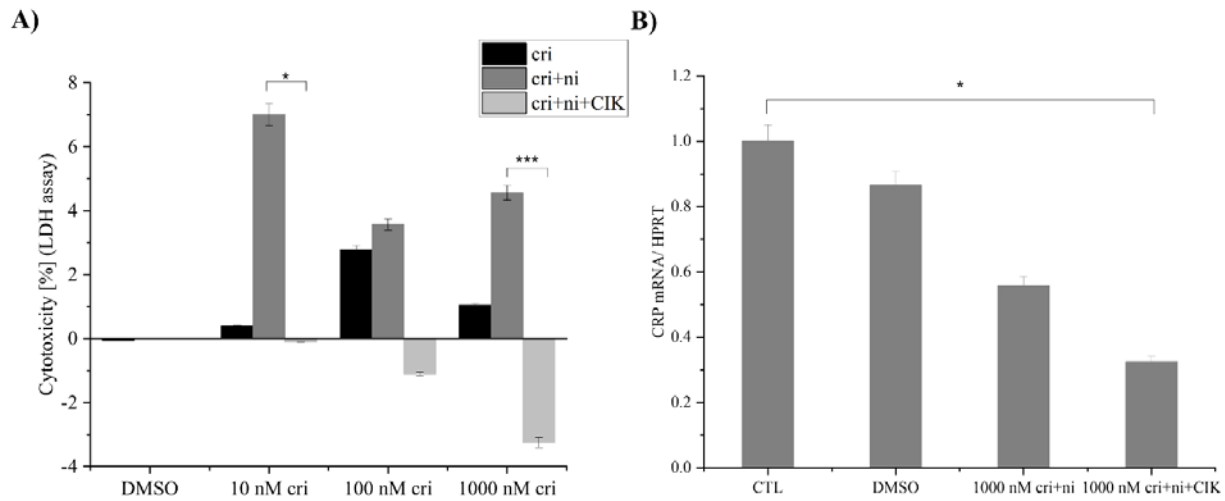 A)
cri
cri+ni
cri+ni+CIK
Cytotoxicity [%] (LDH assay)
8
6
4
2
0
-2
-4
*
***
DMSO
10 nM cri
100 nM cri
1000 nM cri
B)
CRP mRNA/ HPRT
1.2
1.0
0.8
0.6
0.4
0.2
0.0
*
CTL
DMSO
1000 nM cri+ni
1000 nM cri+ni+CIK